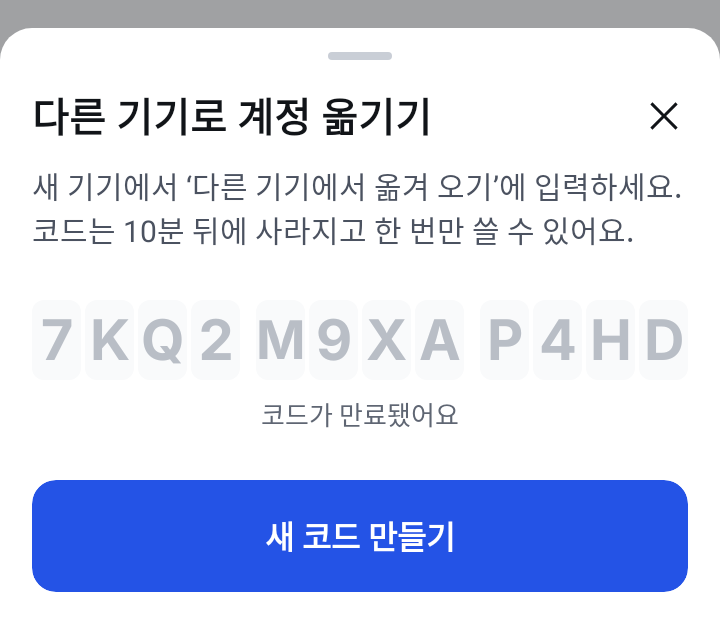 다른 기기로 계정 옮기기
새 기기에서 ‘다른 기기에서 옮겨 오기’에 입력하세요.
코드는 10분 뒤에 사라지고 한 번만 쓸 수 있어요.
7KQ2 M9XA P4HD
코드가 만료됐어요
새 코드 만들기